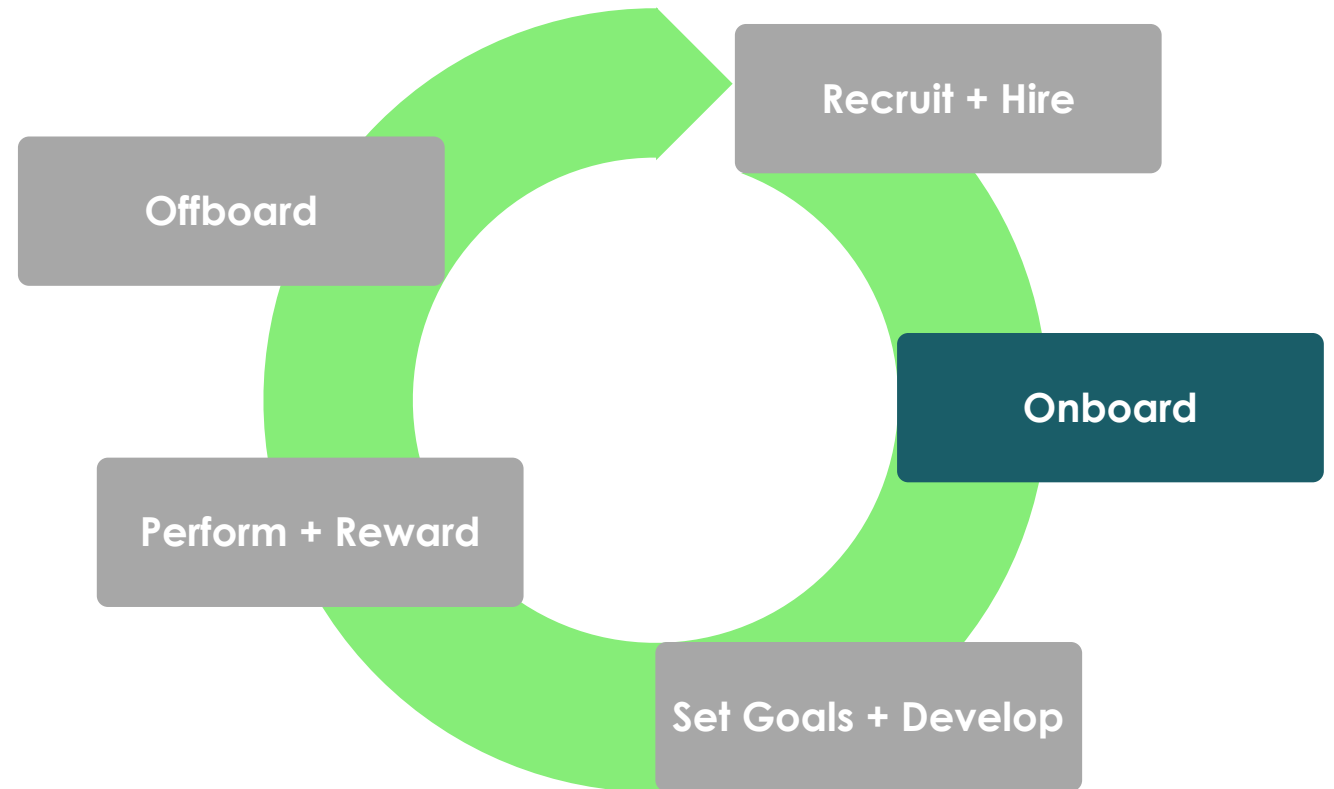 Recruit + Hire
Onboard
Set Goals + Develop
Perform + Reward
Offboard